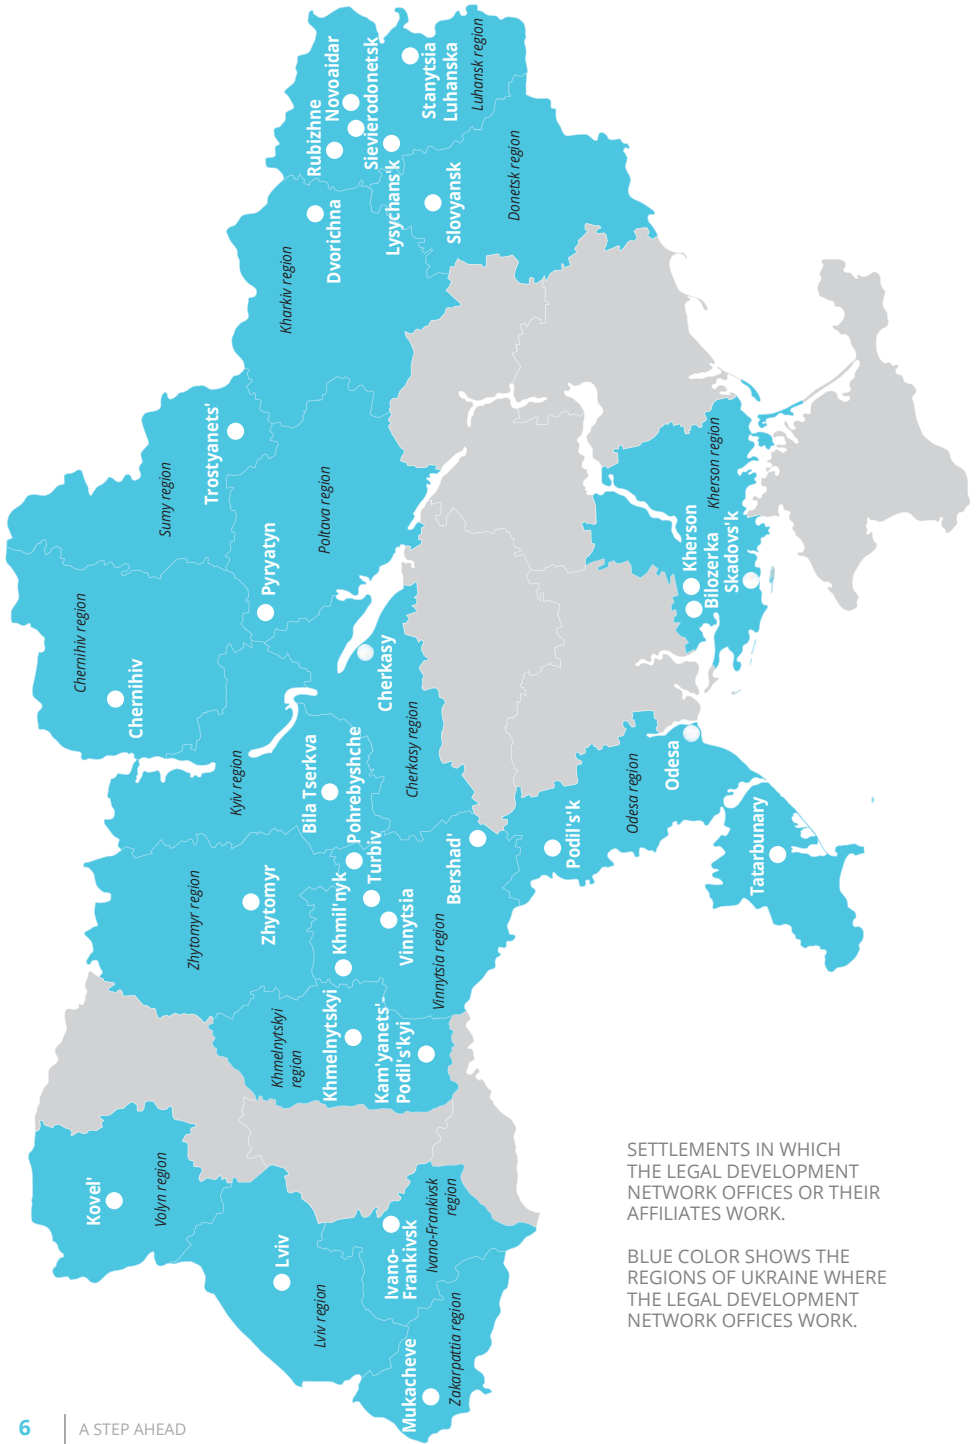 Rubizhne
Novoaidar
Sievierodonetsk
Stanytsia
Luhanska
Luhansk region
Lysychans'k
Slovyansk
Donetsk region
Dvorichna
Kharkiv region
Trostyanets'
Sumy region
Poltava region
Pyryatyn
Chernihiv region
Chernihiv
Kherson region
Kherson
Bilozerka
Skadovs'k
Cherkasy
Cherkasy region
Kyiv region
Bila Tserkva
Pohrebyshche
Turbiv
Bershad'
Podil's'k
Odesa region
Odesa
Tatarbunary
Zhytomyr region
Zhytomyr
Khmil'nyk
Vinnytsia
Vinnytsia region
Khmelnytskyi
region
Khmelnytskyi
Kam'yanets'-
Podil's'kyi
Kovel'
Volyn region
Lviv
Lviv region
Ivano-
Frankivsk
Ivano-Frankivsk
region
Mukacheve
Zakarpattia region
SETTLEMENTS IN WHICH
THE LEGAL DEVELOPMENT
NETWORK OFFICES OR THEIR
AFFILIATES WORK.
BLUE COLOR SHOWS THE
REGIONS OF UKRAINE WHERE
THE LEGAL DEVELOPMENT
NETWORK OFFICES WORK.
6
A STEP AHEAD